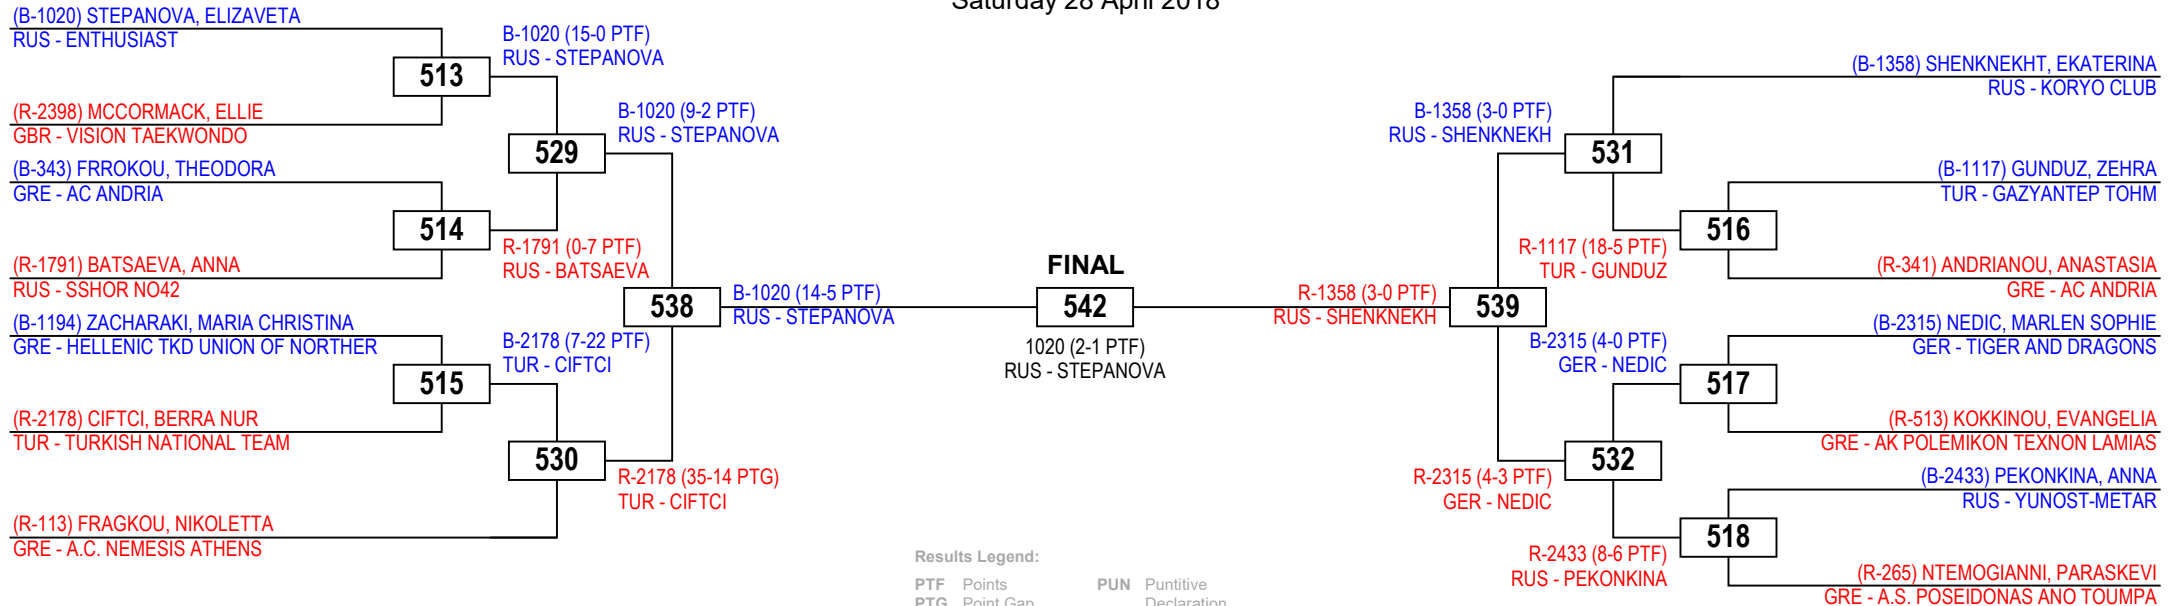 Saturday 28 April 2018
(B-1020) STEPANOVA, ELIZAVETA
RUS - ENTHUSIAST
513
(R-2398) MCCORMACK, ELLIE
GBR - VISION TAEKWONDO
B-1020 (15-0 PTF)
RUS - STEPANOVA
529
(B-343) FRROKOU, THEODORA
GRE - AC ANDRIA
514
(R-1791) BATSAEVA, ANNA
RUS - SSHOR NO42
R-1791 (0-7 PTF)
RUS - BATSAEVA
B-1020 (9-2 PTF)
RUS - STEPANOVA
538
(B-1194) ZACHARAKI, MARIA CHRISTINA
GRE - HELLENIC TKD UNION OF NORTHER
515
(R-2178) CIFTCI, BERRA NUR
TUR - TURKISH NATIONAL TEAM
B-2178 (7-22 PTF)
TUR - CIFTCI
530
(R-113) FRAGKOU, NIKOLETTA
GRE - A.C. NEMESIS ATHENS
R-2178 (35-14 PTG)
TUR - CIFTCI
B-1020 (14-5 PTF)
RUS - STEPANOVA
FINAL
542
1020 (2-1 PTF)
RUS - STEPANOVA
R-1358 (3-0 PTF)
RUS - SHENKNEKH
539
B-1358 (3-0 PTF)
RUS - SHENKNEKH
531
(B-1358) SHENKNEKHT, EKATERINA
RUS - KORYO CLUB
(B-1117) GUNDUZ, ZEHRA
TUR - GAZYANTEP TOHM
516
R-1117 (18-5 PTF)
TUR - GUNDUZ
(R-341) ANDRIANOU, ANASTASIA
GRE - AC ANDRIA
(B-2315) NEDIC, MARLEN SOPHIE
GER - TIGER AND DRAGONS
B-2315 (4-0 PTF)
GER - NEDIC
517
(R-513) KOKKINOU, EVANGELIA
GRE - AK POLEMIKON TEXNON LAMIAS
532
R-2315 (4-3 PTF)
GER - NEDIC
(B-2433) PEKONKINA, ANNA
RUS - YUNOST-METAR
518
R-2433 (8-6 PTF)
RUS - PEKONKINA
(R-265) NTEMOGIANNI, PARASKEVI
GRE - A.S. POSEIDONAS ANO TOUMPA
Results Legend:
PTF Points PUN Puntitive
PTG Point Gap Declaration